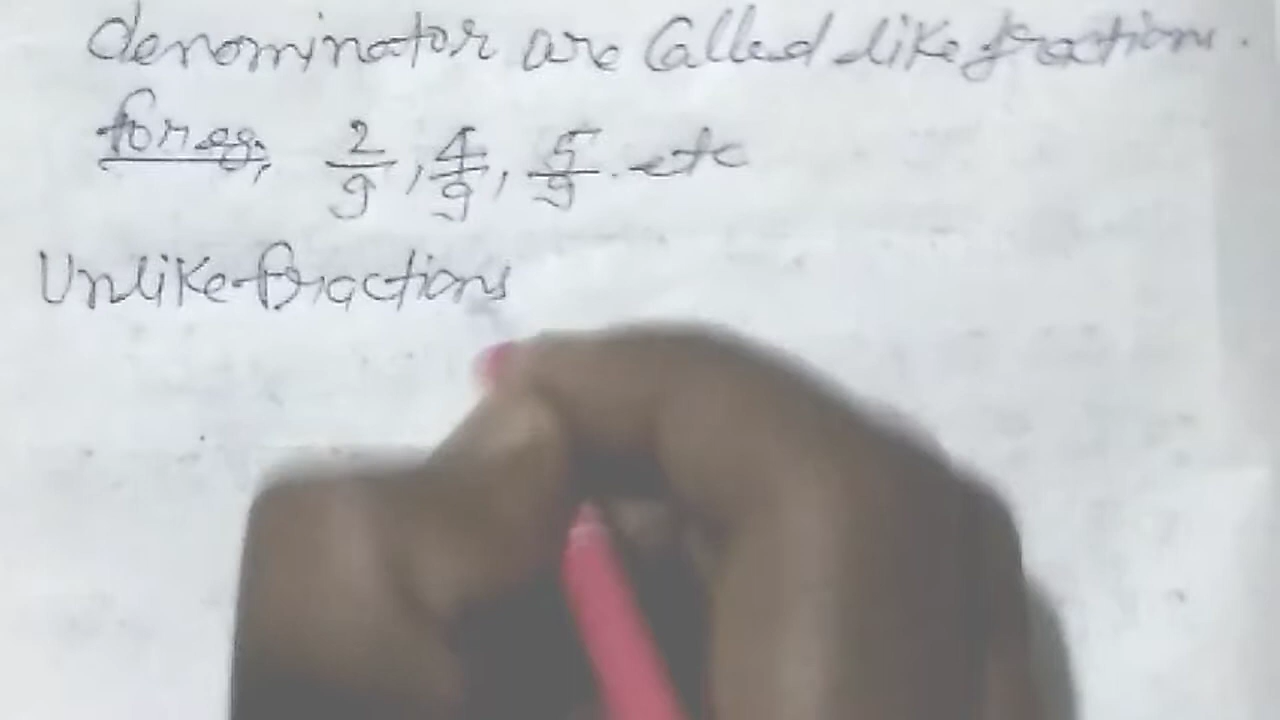 denominator are Called like fractions.
for eg, 2/9, 4/9, 5/9. etc
Unlike fractions